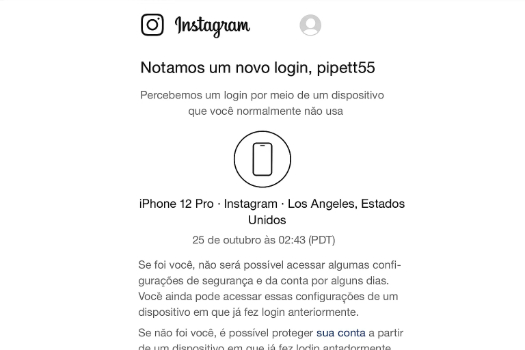 Instagram
Notamos um novo login, pipett55
Percebemos um login por meio de um dispositivo
que você normalmente não usa
iPhone 12 Pro · Instagram · Los Angeles, Estados
Unidos
25 de outubro às 02:43 (PDT)
Se foi você, não será possível acessar algumas confi-
gurações de segurança e da conta por alguns dias.
Você ainda pode acessar essas configurações de um
dispositivo em que já fez login anteriormente.
Se não foi você, é possível proteger sua conta a partir
de um dispositivo em que já fez login